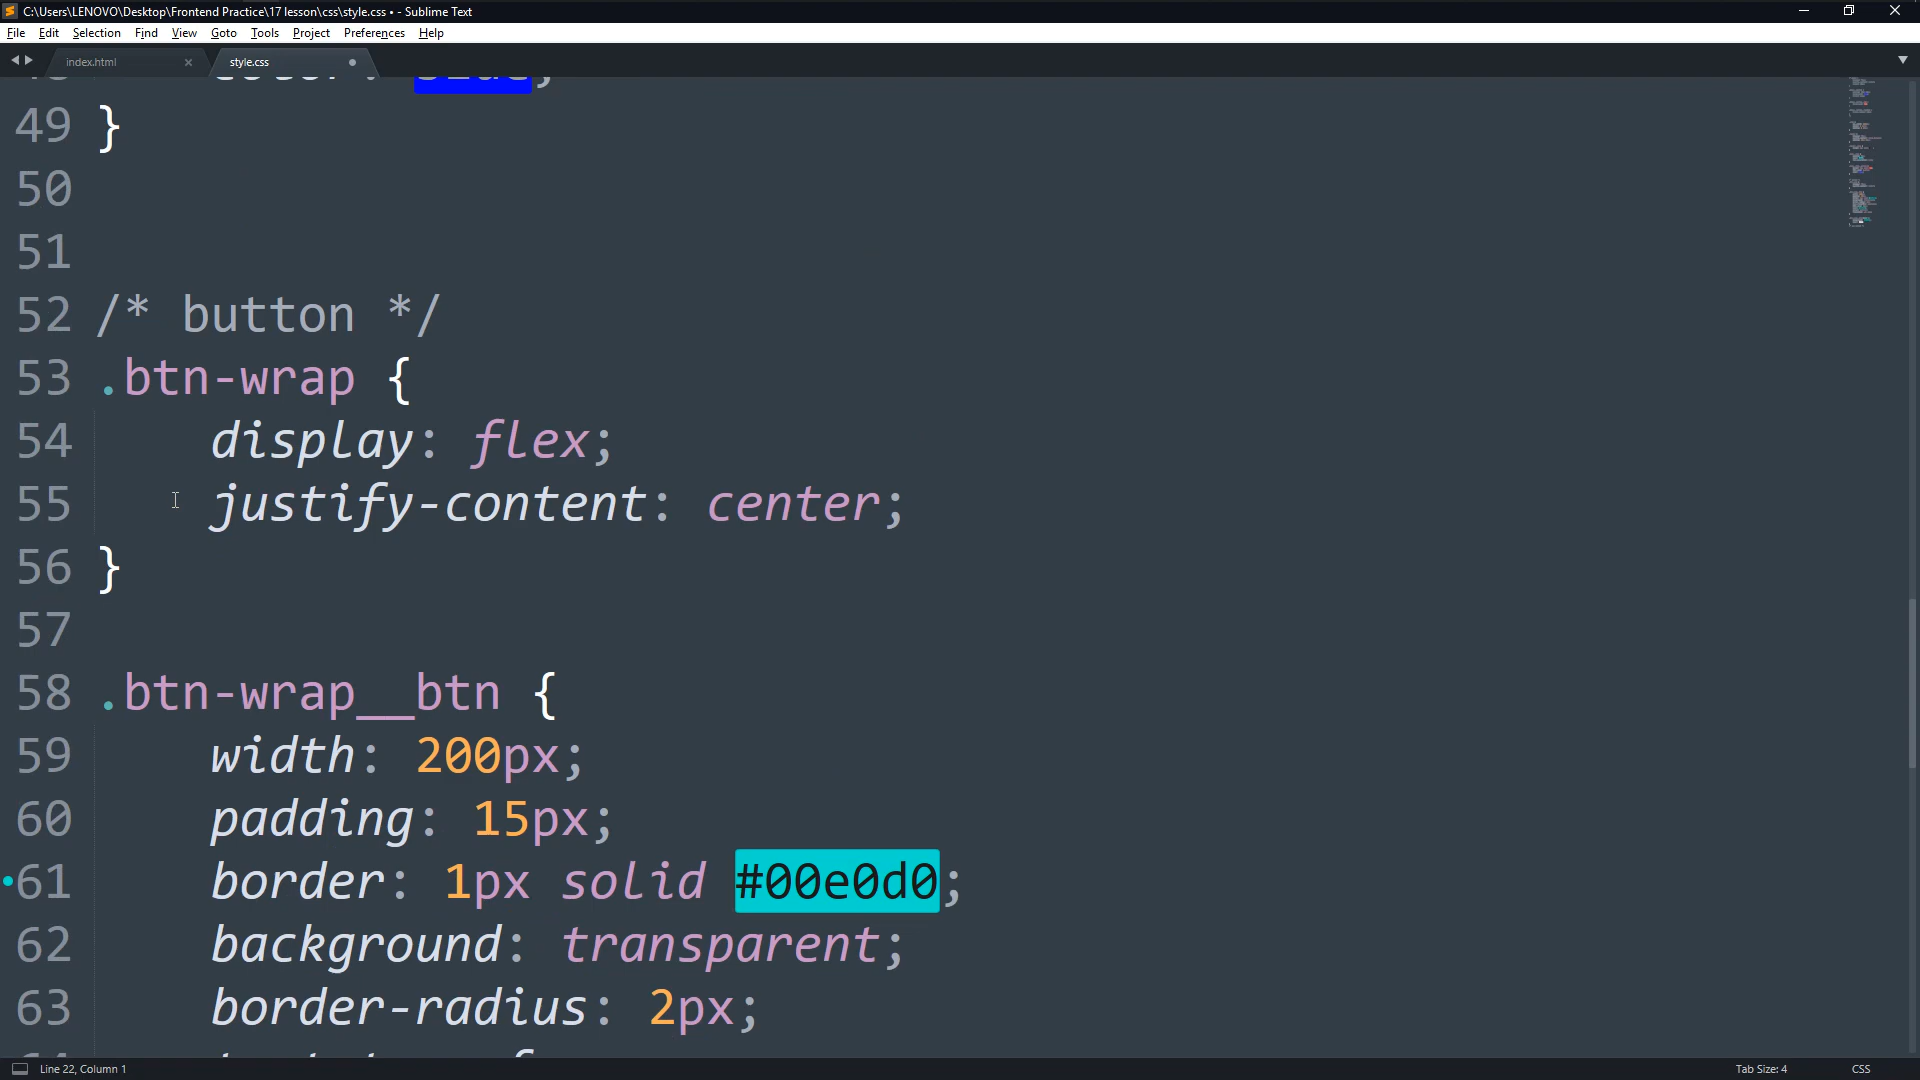 C:\Users\LENOVO\Desktop\Frontend Practice\17 lesson\css\style.css • - Sublime Text
File Edit Selection Find View Goto Tools Project Preferences Help
index.html × style.css
49 }
50
51
52 /* button */
53 .btn-wrap {
54 display: flex;
55 justify-content: center;
56 }
57
58 .btn-wrap__btn {
59 width: 200px;
60 padding: 15px;
61 border: 1px solid #00e0d0;
62 background: transparent;
63 border-radius: 2px;
Line 22, Column 1 Tab Size: 4 CSS